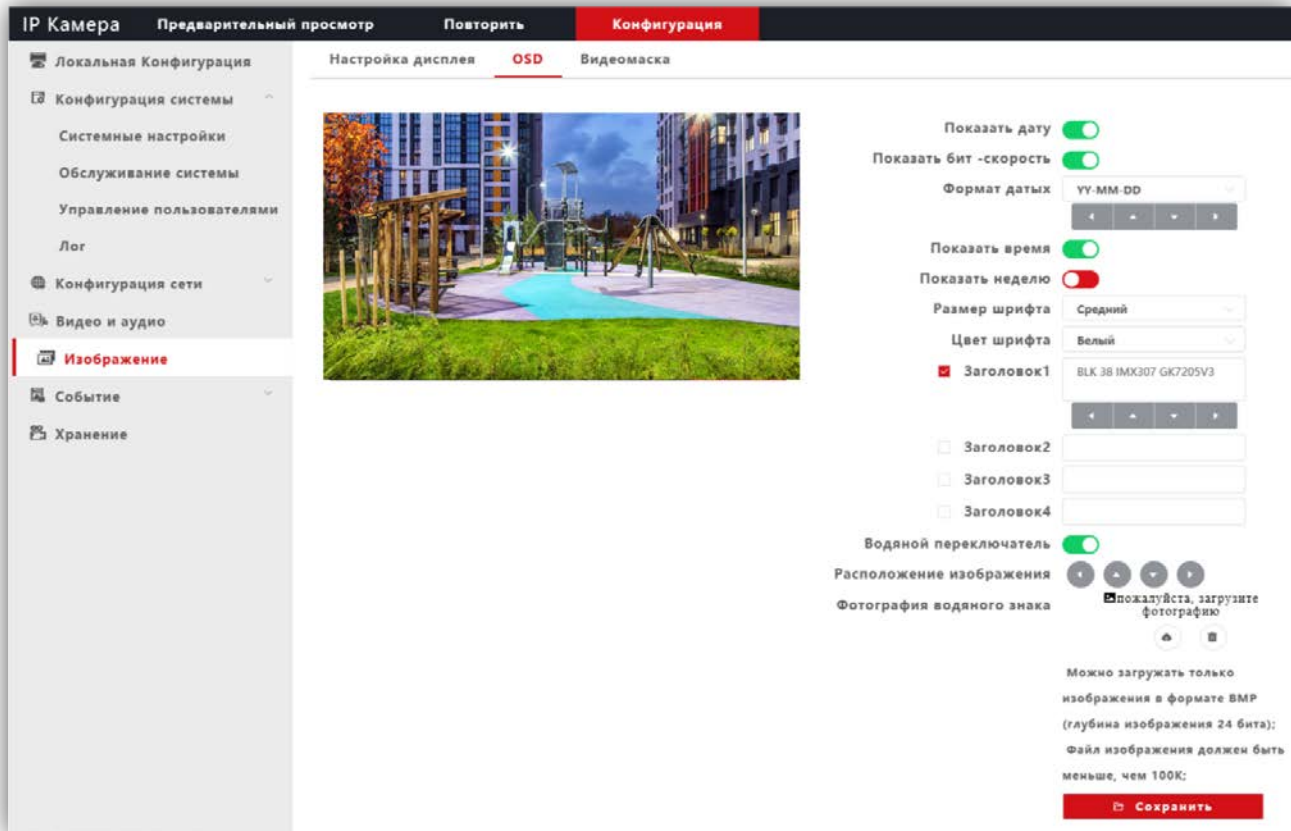 IP Камера Предварительный просмотр Повторить Конфигурация
Локальная Конфигурация
Конфигурация системы
Системные настройки
Обслуживание системы
Управление пользователями
Лог
Конфигурация сети
Видео и аудио
Изображение
Событие
Хранение
Настройка дисплея OSD Видеомаска
Показать дату
Показать бит -скорость
Формат датых YY-MM-DD
Показать время
Показать неделю
Размер шрифта Средний
Цвет шрифта Белый
Заголовок1 BLK 38 IMX307 GK7205V3
Заголовок2
Заголовок3
Заголовок4
Водяной переключатель
Расположение изображения
Фотография водяного знака пожалуйста, загрузите
фотографию
Можно загружать только
изображения в формате BMP
(глубина изображения 24 бита);
Файл изображения должен быть
меньше, чем 100K;
Сохранить